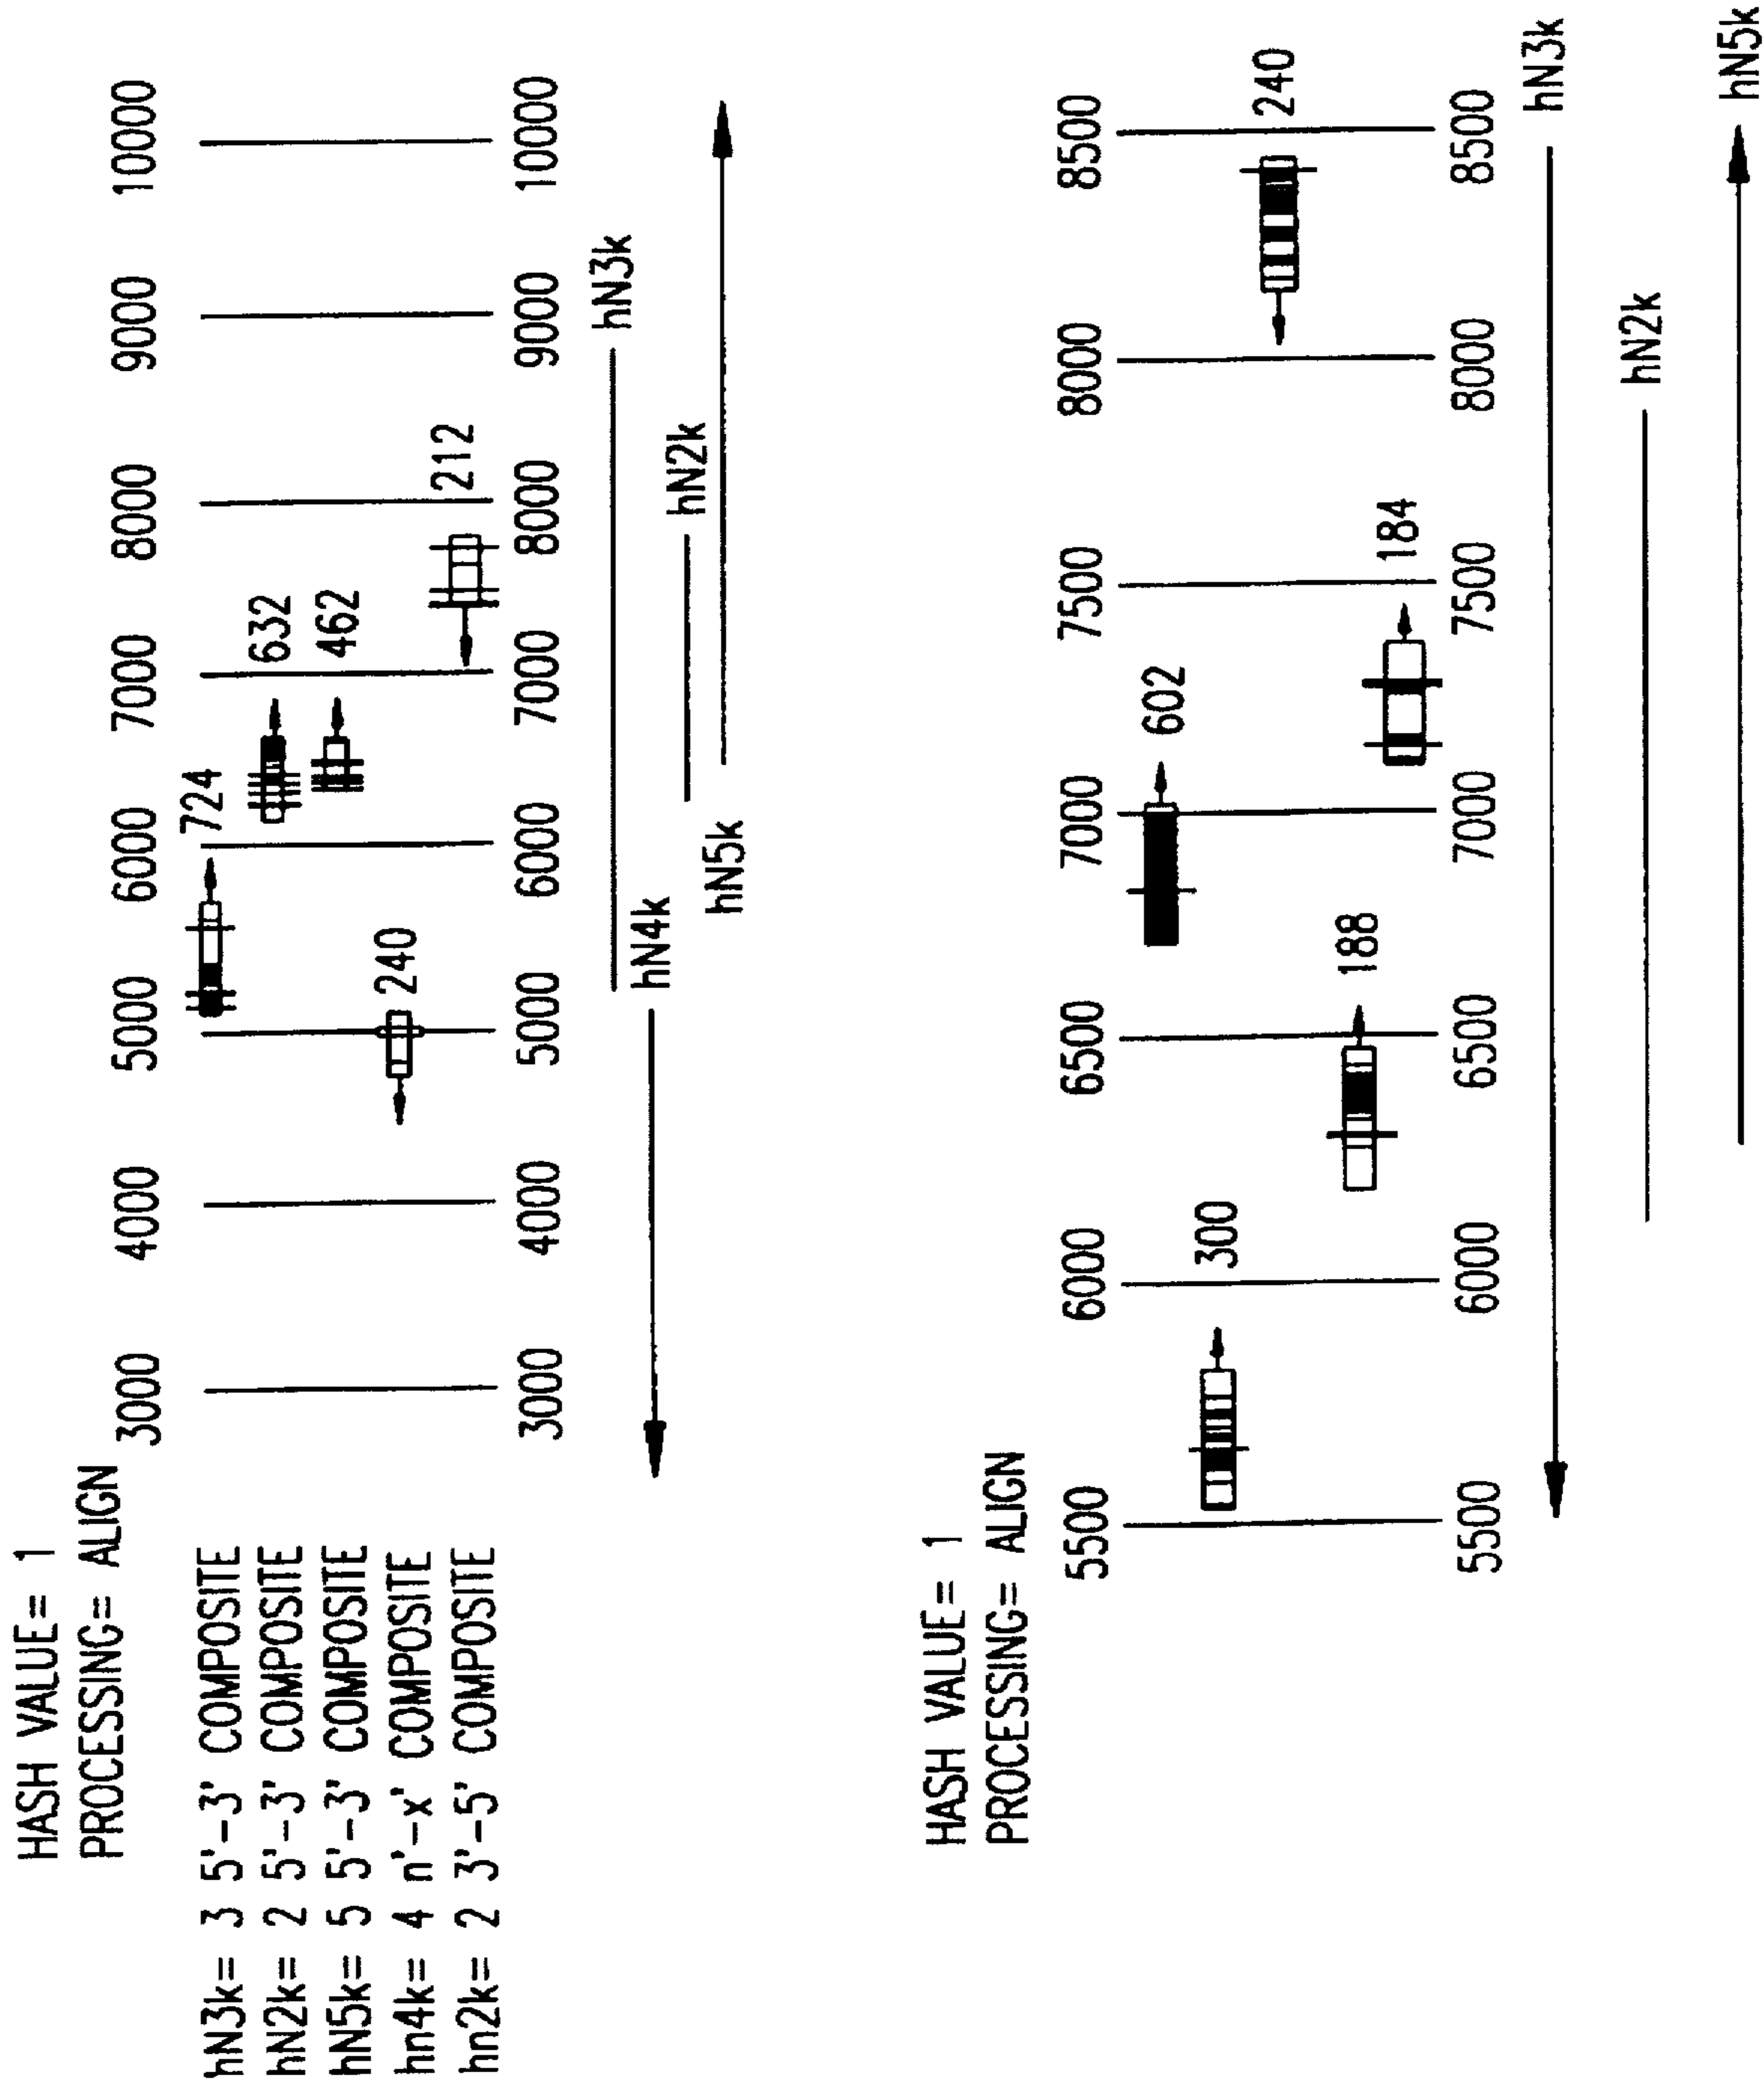 HASH VALUE= 1
PROCESSING= ALIGN
3000 4000 5000 6000 7000 8000 9000 10000
hN3k= 3 5'-3' COMPOSITE
hN2k= 2 5'-3' COMPOSITE
hN5k= 5 5'-3' COMPOSITE
hn4k= 4 n'-x' COMPOSITE
hn2k= 2 3'-5' COMPOSITE
724
632
462
240
212
3000 4000 5000 6000 7000 8000 9000 10000
hN3k
hN4k
hN2k
hN5k
HASH VALUE= 1
PROCESSING= ALIGN
5500 6000 6500 7000 7500 8000 8500
602
300
240
188
184
5500 6000 6500 7000 7500 8000 8500
hN3k
hN2k
hN5k